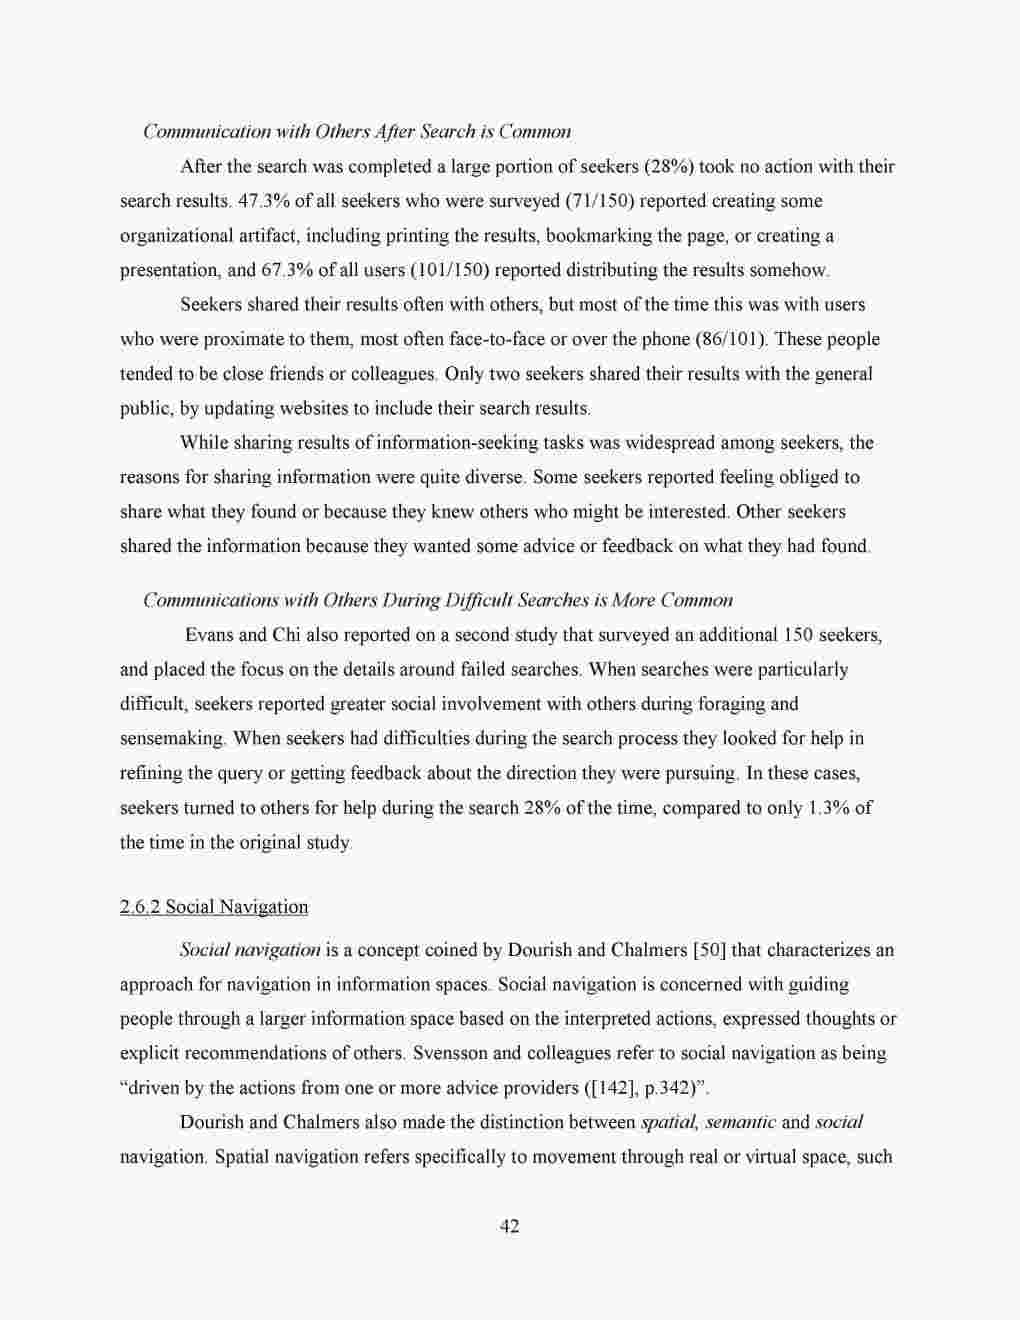 Communication with Others After Search is Common
After the search was completed a large portion of seekers (28%) took no action with their
search results. 47.3% of all seekers who were surveyed (71/150) reported creating some
organizational artifact, including printing the results, bookmarking the page, or creating a
presentation, and 67.3% of all users (101/150) reported distributing the results somehow.
Seekers shared their results often with others, but most of the time this was with users
who were proximate to them, most often face-to-face or over the phone (86/101). These people
tended to be close friends or colleagues. Only two seekers shared their results with the general
public, by updating websites to include their search results.
While sharing results of information-seeking tasks was widespread among seekers, the
reasons for sharing information were quite diverse. Some seekers reported feeling obliged to
share what they found or because they knew others who might be interested. Other seekers
shared the information because they wanted some advice or feedback on what they had found.
Communications with Others During Difficult Searches is More Common
Evans and Chi also reported on a second study that surveyed an additional 150 seekers,
and placed the focus on the details around failed searches. When searches were particularly
difficult, seekers reported greater social involvement with others during foraging and
sensemaking. When seekers had difficulties during the search process they looked for help in
refining the query or getting feedback about the direction they were pursuing. In these cases,
seekers turned to others for help during the search 28% of the time, compared to only 1.3% of
the time in the original study.
2.6.2 Social Navigation
Social navigation is a concept coined by Dourish and Chalmers [50] that characterizes an
approach for navigation in information spaces. Social navigation is concerned with guiding
people through a larger information space based on the interpreted actions, expressed thoughts or
explicit recommendations of others. Svensson and colleagues refer to social navigation as being
“driven by the actions from one or more advice providers ([142], p.342)”.
Dourish and Chalmers also made the distinction between spatial, semantic and social
navigation. Spatial navigation refers specifically to movement through real or virtual space, such
42